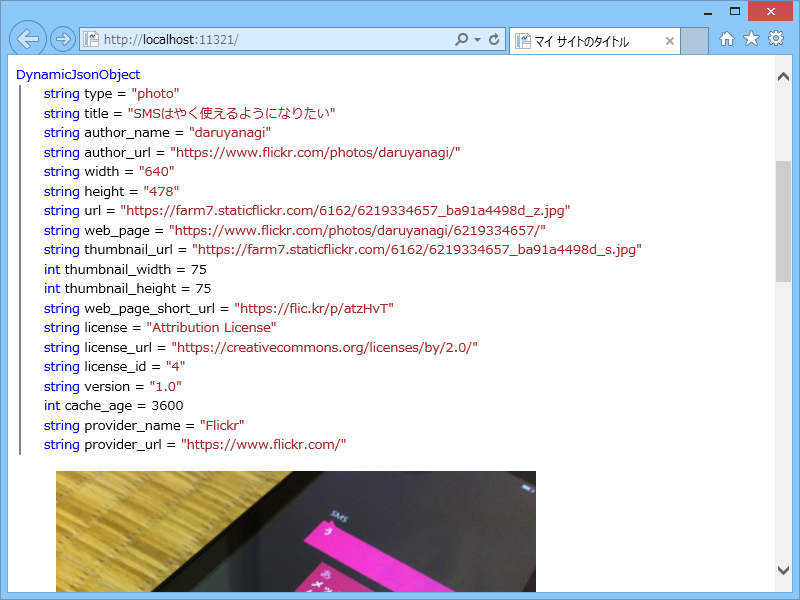 http://localhost:11321/
マイ サイトのタイトル
DynamicJsonObject
string type = "photo"
string title = "SMSはやく使えるようになりたい"
string author_name = "daruyanagi"
string author_url = "https://www.flickr.com/photos/daruyanagi/"
string width = "640"
string height = "478"
string url = "https://farm7.staticflickr.com/6162/6219334657_ba91a4498d_z.jpg"
string web_page = "https://www.flickr.com/photos/daruyanagi/6219334657/"
string thumbnail_url = "https://farm7.staticflickr.com/6162/6219334657_ba91a4498d_s.jpg"
int thumbnail_width = 75
int thumbnail_height = 75
string web_page_short_url = "https://flic.kr/p/atzHvT"
string license = "Attribution License"
string license_url = "https://creativecommons.org/licenses/by/2.0/"
string license_id = "4"
string version = "1.0"
int cache_age = 3600
string provider_name = "Flickr"
string provider_url = "https://www.flickr.com/"
SMS
う
あ